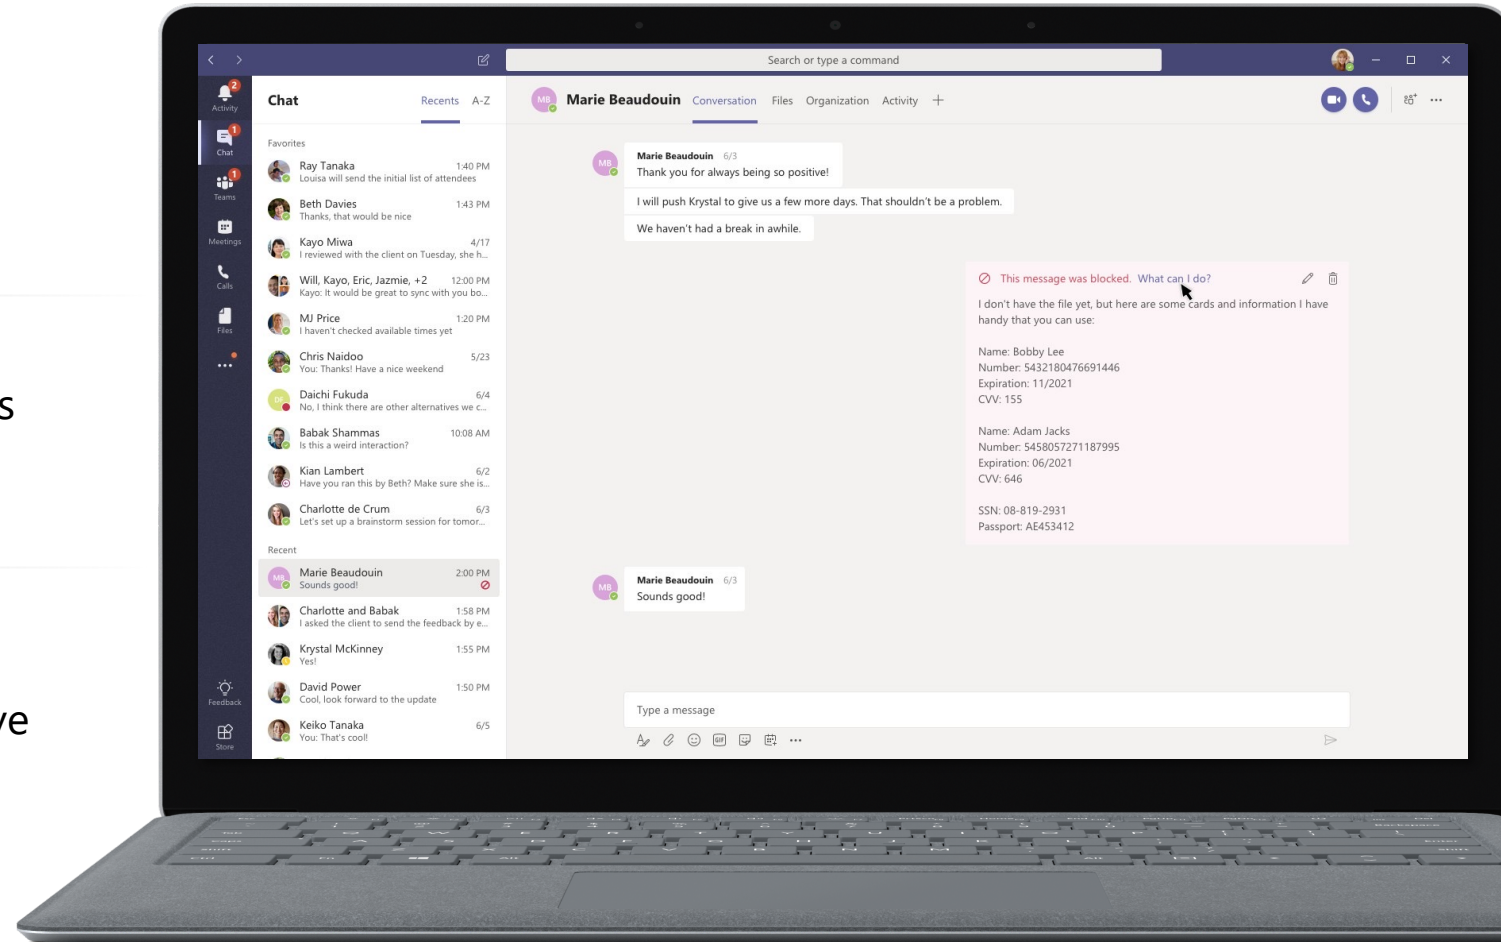 s
ve
Search or type a command
2
Activity
1
Chat
1
Teams
Meetings
Calls
Files
Feedback
Store
Chat
Recents A-Z
Favorites
Ray Tanaka 1:40 PM
Louisa will send the initial list of attendees
Beth Davies 1:43 PM
Thanks, that would be nice
Kayo Miwa 4/17
I reviewed with the client on Tuesday, she h...
Will, Kayo, Eric, Jazmie, +2 12:00 PM
Kayo: It would be great to sync with you bo...
MJ Price 1:20 PM
I haven't checked available times yet
Chris Naidoo 5/23
You: Thanks! Have a nice weekend
DF
Daichi Fukuda 6/4
No, I think there are other alternatives we c...
Babak Shammas 10:08 AM
Is this a weird interaction?
Kian Lambert 6/2
Have you ran this by Beth? Make sure she is...
Charlotte de Crum 6/3
Let's set up a brainstorm session for tomor...
Recent
MB
Marie Beaudouin 2:00 PM
Sounds good!
Charlotte and Babak 1:58 PM
I asked the client to send the feedback by e...
Krystal McKinney 1:55 PM
Yes!
David Power 1:50 PM
Cool, look forward to the update
Keiko Tanaka 6/5
You: That's cool!
MB
Marie Beaudouin Conversation Files Organization Activity
MB
Marie Beaudouin 6/3
Thank you for always being so positive!
I will push Krystal to give us a few more days. That shouldn't be a problem.
We haven't had a break in awhile.
This message was blocked. What can I do?
I don't have the file yet, but here are some cards and information I have
handy that you can use:
Name: Bobby Lee
Number: 5432180476691446
Expiration: 11/2021
CVV: 155
Name: Adam Jacks
Number: 5458057271187995
Expiration: 06/2021
CVV: 646
SSN: 08-819-2931
Passport: AE453412
MB
Marie Beaudouin 6/3
Sounds good!
Type a message
GIF